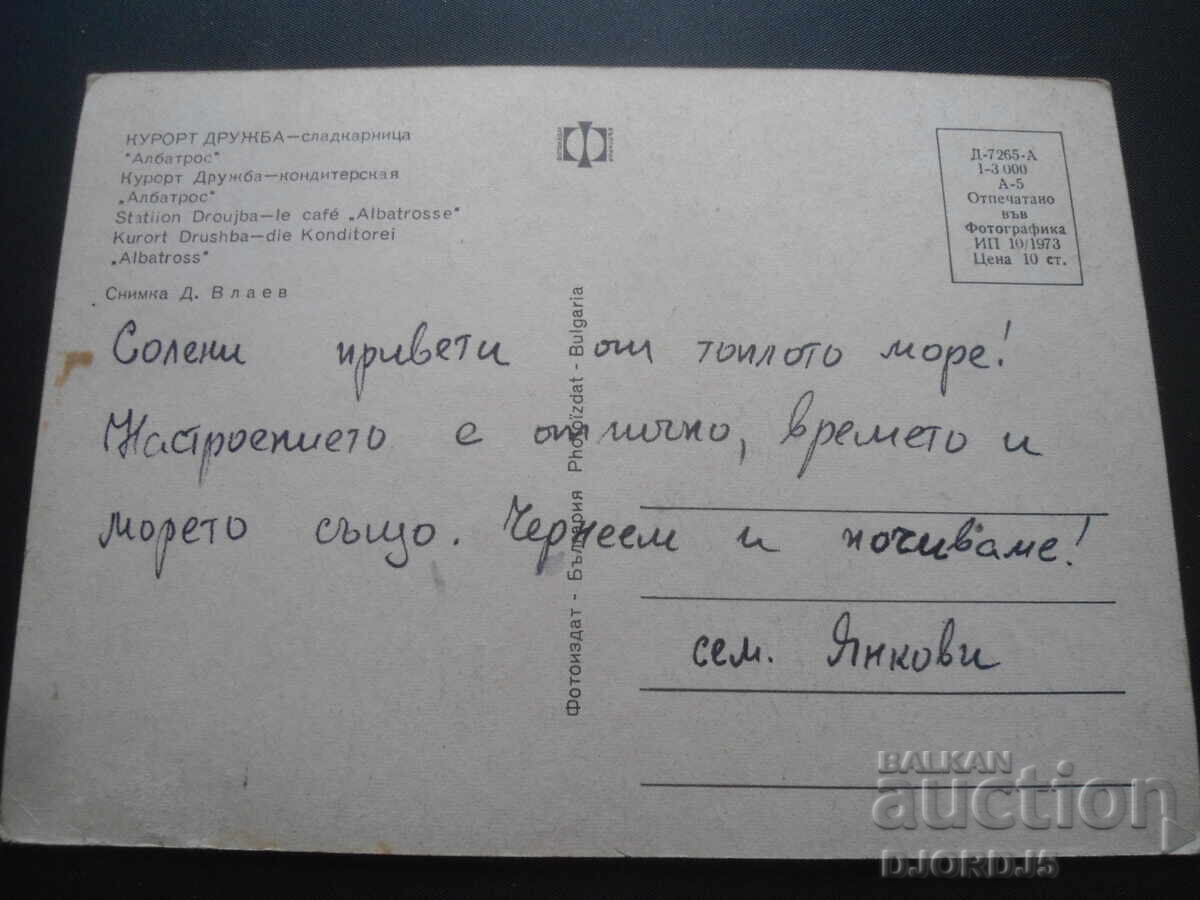 КУРОРТ ДРУЖБА—сладкарница
"Албатрос"
Курорт Дружба—кондитерская
„Албатрос"
Statiion Droujba—le café „Albatrosse"
Kurort Drushba—die Konditorei
„Albatross"
Снимка Д. Влаев
Д-7265-А
1-3 000
А-5
Отпечатано
във
Фотографика
ИП 10/1973
Цена 10 ст.
Солени привети от топлото море!
Настроението е отлично, времето и
морето също. Чернеем и почиваме!
сем. Янкови
Фотоиздат - България Photoizdat - Bulgaria
BALKAN
auction
DJORDJ5